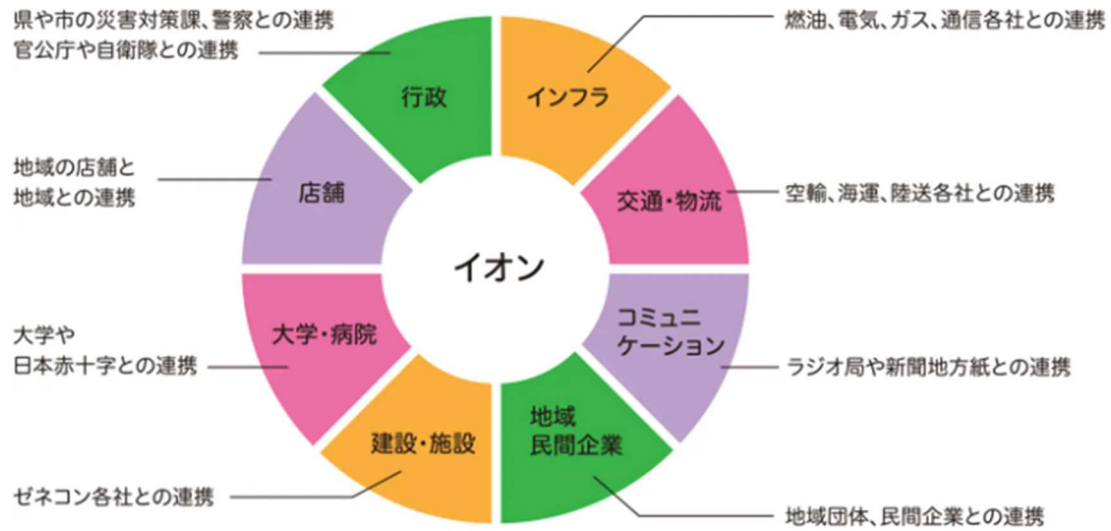 県や市の災害対策課、警察との連携
官公庁や自衛隊との連携
行政
インフラ
燃油、電気、ガス、通信各社との連携
地域の店舗と
地域との連携
店舗
交通・物流
空輸、海運、陸送各社との連携
イオン
大学や
日本赤十字との連携
大学・病院
コミュニ
ケーション
ラジオ局や新聞地方紙との連携
ゼネコン各社との連携
建設・施設
地域
民間企業
地域団体、民間企業との連携